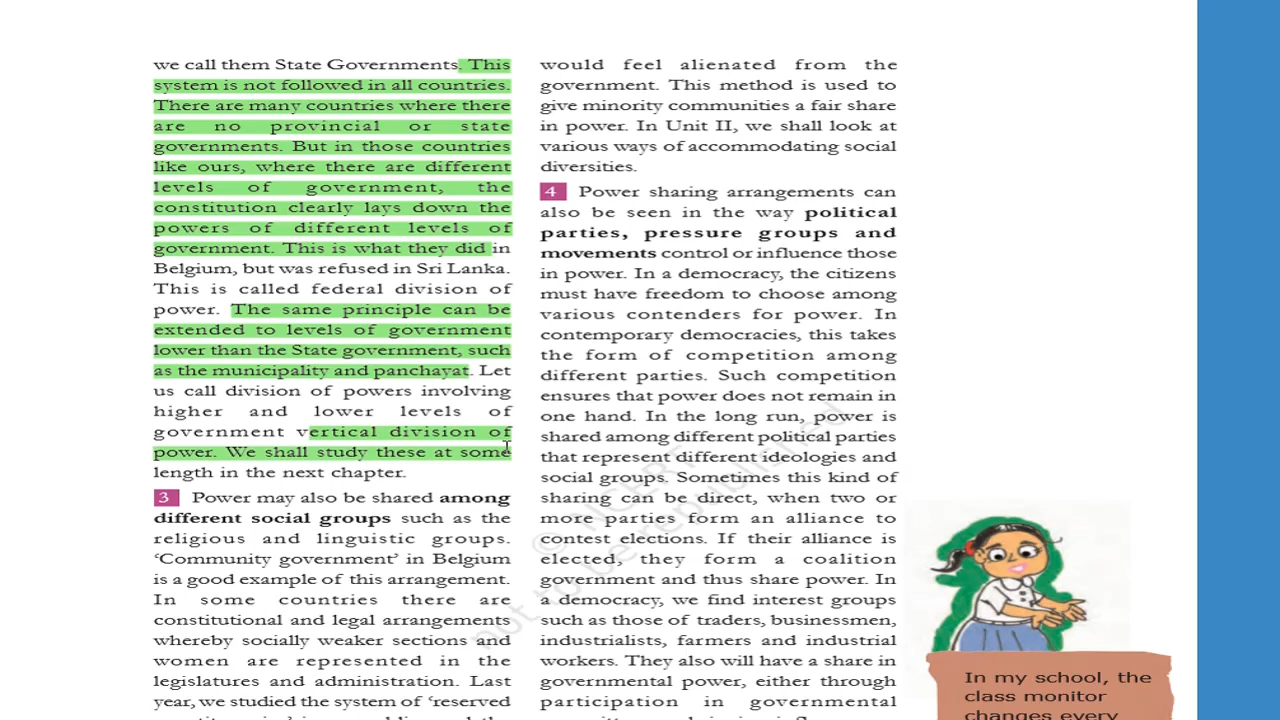 we call them State Governments. This
system is not followed in all countries.
There are many countries where there
are no provincial or state
governments. But in those countries
like ours, where there are different
levels of government, the
constitution clearly lays down the
powers of different levels of
government. This is what they did in
Belgium, but was refused in Sri Lanka.
This is called federal division of
power. The same principle can be
extended to levels of government
lower than the State government, such
as the municipality and panchayat. Let
us call division of powers involving
higher and lower levels of
government vertical division of
power. We shall study these at some
length in the next chapter.
3 Power may also be shared among
different social groups such as the
religious and linguistic groups.
‘Community government’ in Belgium
is a good example of this arrangement.
In some countries there are
constitutional and legal arrangements
whereby socially weaker sections and
women are represented in the
legislatures and administration. Last
year, we studied the system of ‘reserved
would feel alienated from the
government. This method is used to
give minority communities a fair share
in power. In Unit II, we shall look at
various ways of accommodating social
diversities.
4 Power sharing arrangements can
also be seen in the way political
parties, pressure groups and
movements control or influence those
in power. In a democracy, the citizens
must have freedom to choose among
various contenders for power. In
contemporary democracies, this takes
the form of competition among
different parties. Such competition
ensures that power does not remain in
one hand. In the long run, power is
shared among different political parties
that represent different ideologies and
social groups. Sometimes this kind of
sharing can be direct, when two or
more parties form an alliance to
contest elections. If their alliance is
elected, they form a coalition
government and thus share power. In
a democracy, we find interest groups
such as those of traders, businessmen,
industrialists, farmers and industrial
workers. They also will have a share in
governmental power, either through
participation in governmental
© NCERT
not to be republished
In my school, the
class monitor
changes every